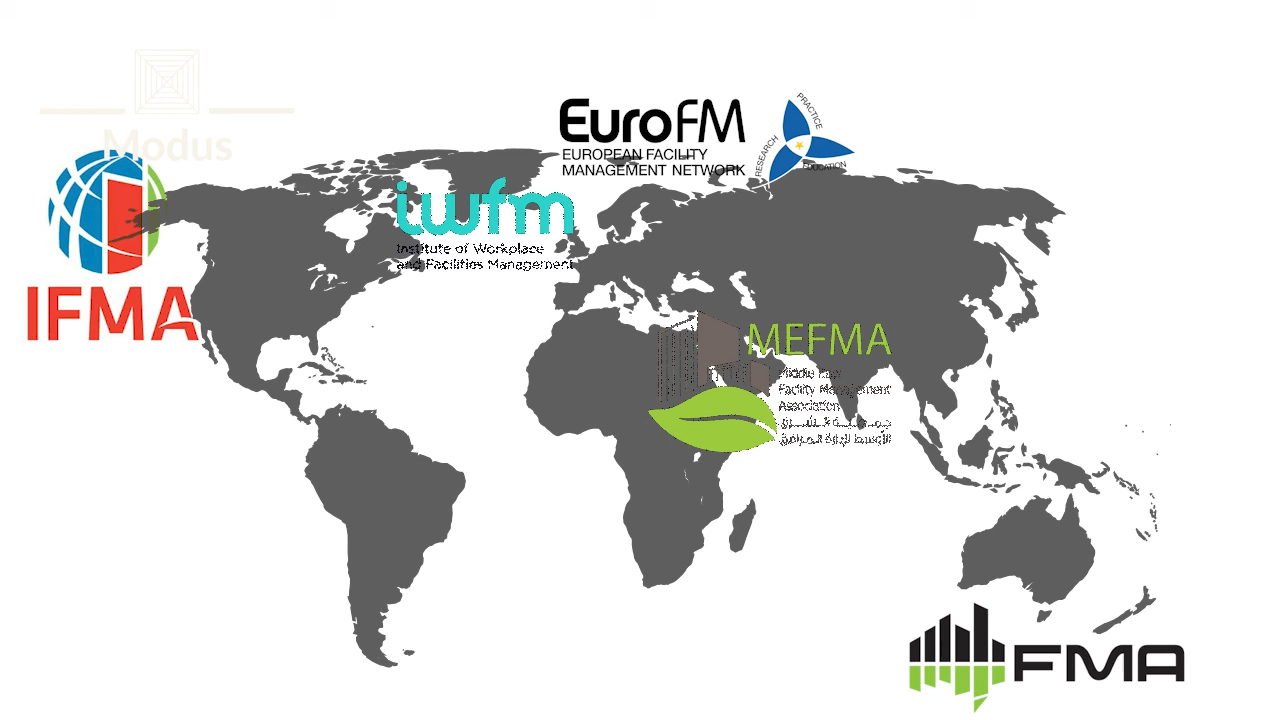 Modus
IFMA
EuroFM
EUROPEAN FACILITY
MANAGEMENT NETWORK
RESEARCH
PRACTICE
EDUCATION
iwfm
Institute of Workplace
and Facilities Management
MEFMA
Middle East
Facility Management
Association
FMA